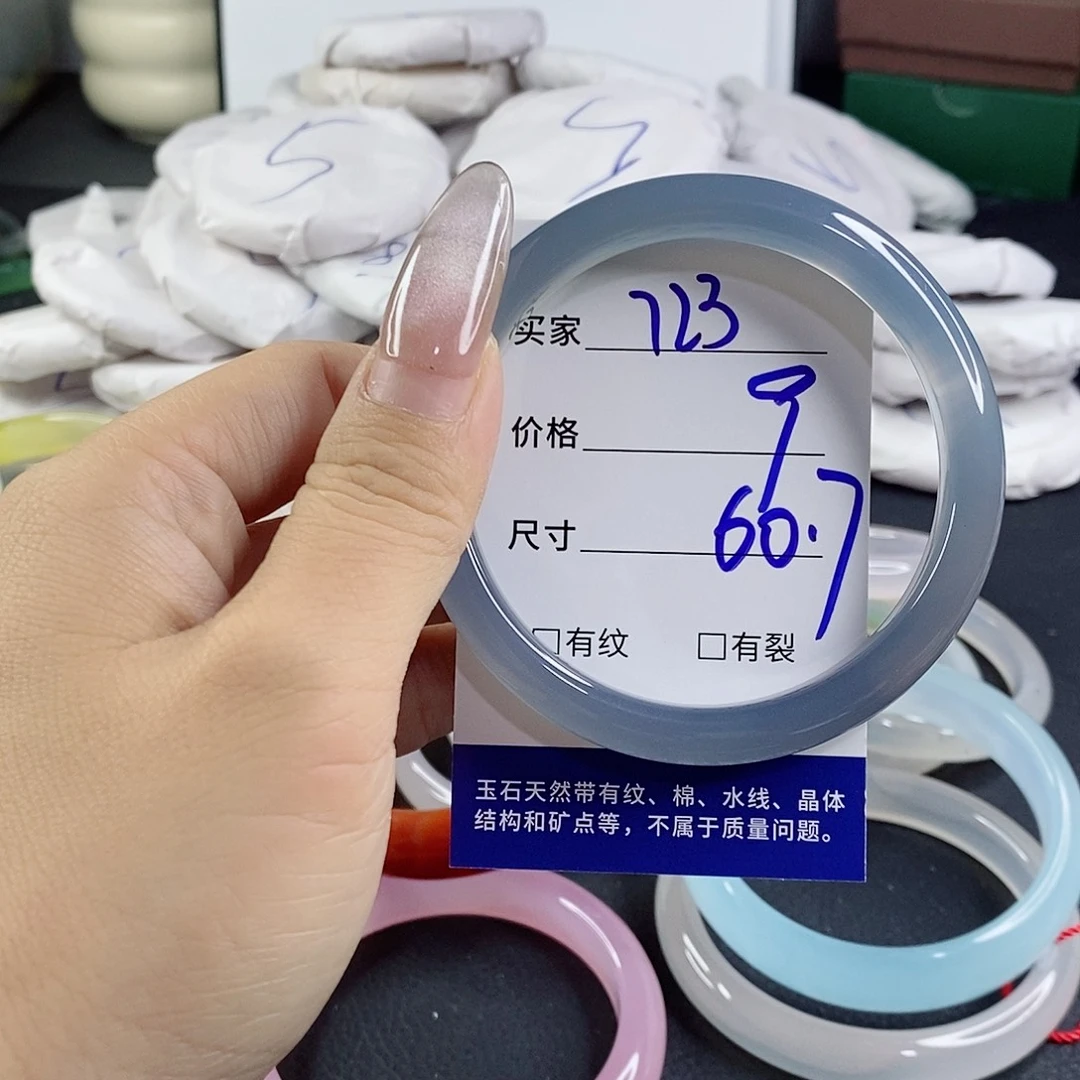 买家 723
价格 9
尺寸 60.7
□有纹 □有裂
玉石天然带有纹、棉、水线、晶体
结构和矿点等，不属于质量问题。